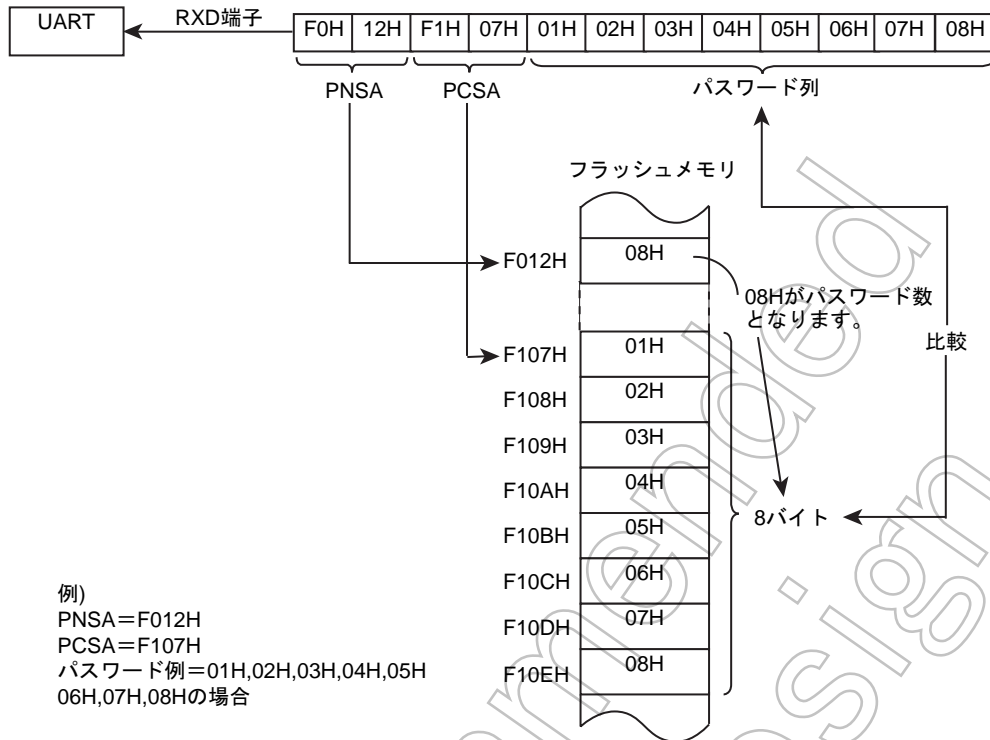 UART
RXD端子
F0H 12H F1H 07H 01H 02H 03H 04H 05H 06H 07H 08H
PNSA
PCSA
パスワード列
フラッシュメモリ
F012H 08H
08Hがパスワード数
となります。
F107H 01H
比較
F108H 02H
F109H 03H
F10AH 04H
F10BH 05H
8バイト
F10CH 06H
F10DH 07H
F10EH 08H
例)
PNSA＝F012H
PCSA＝F107H
パスワード例＝01H,02H,03H,04H,05H
06H,07H,08Hの場合
mended
esign